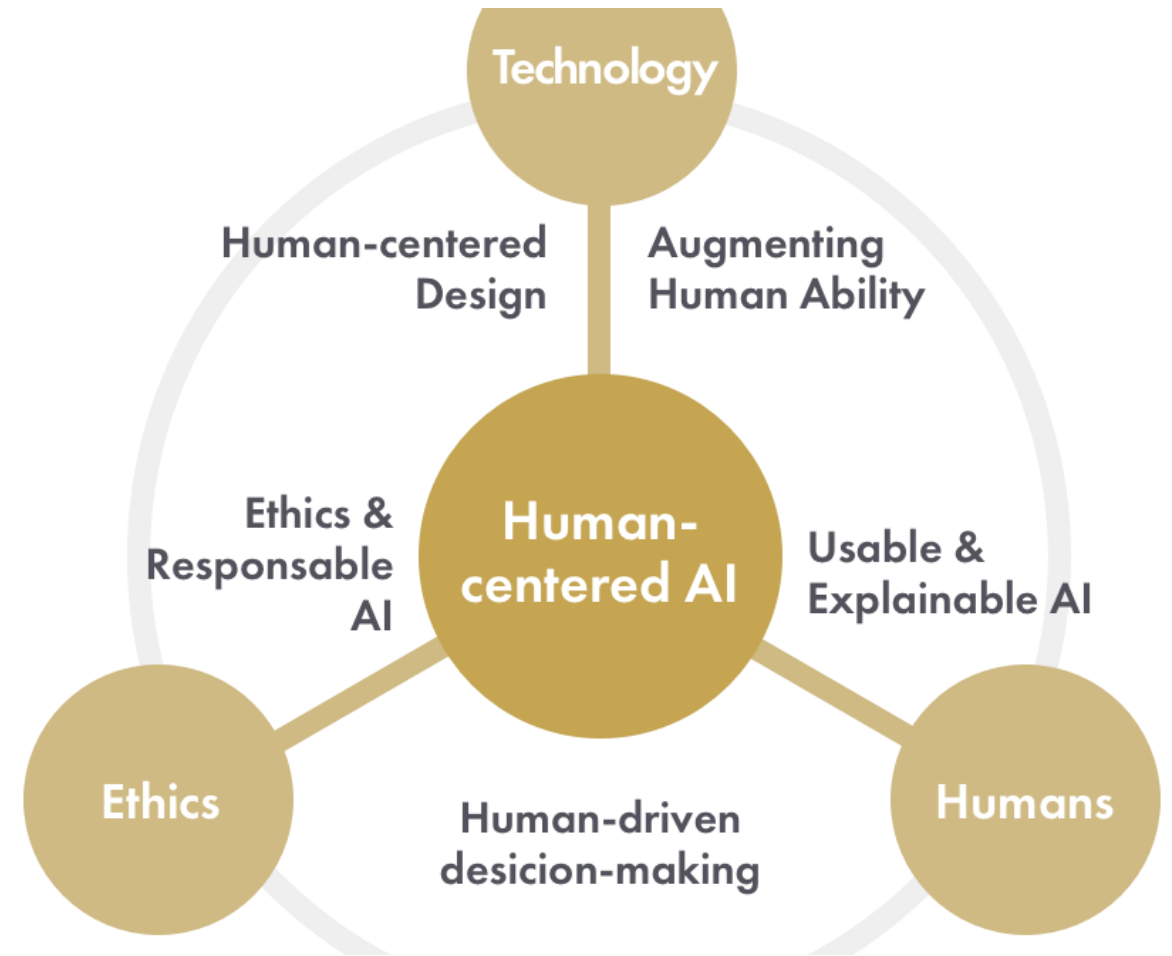 Technology
Human-centered
Design
Augmenting
Human Ability
Ethics &
Responsable
AI
Human-
centered AI
Usable &
Explainable AI
Ethics
Human-driven
desicion-making
Humans